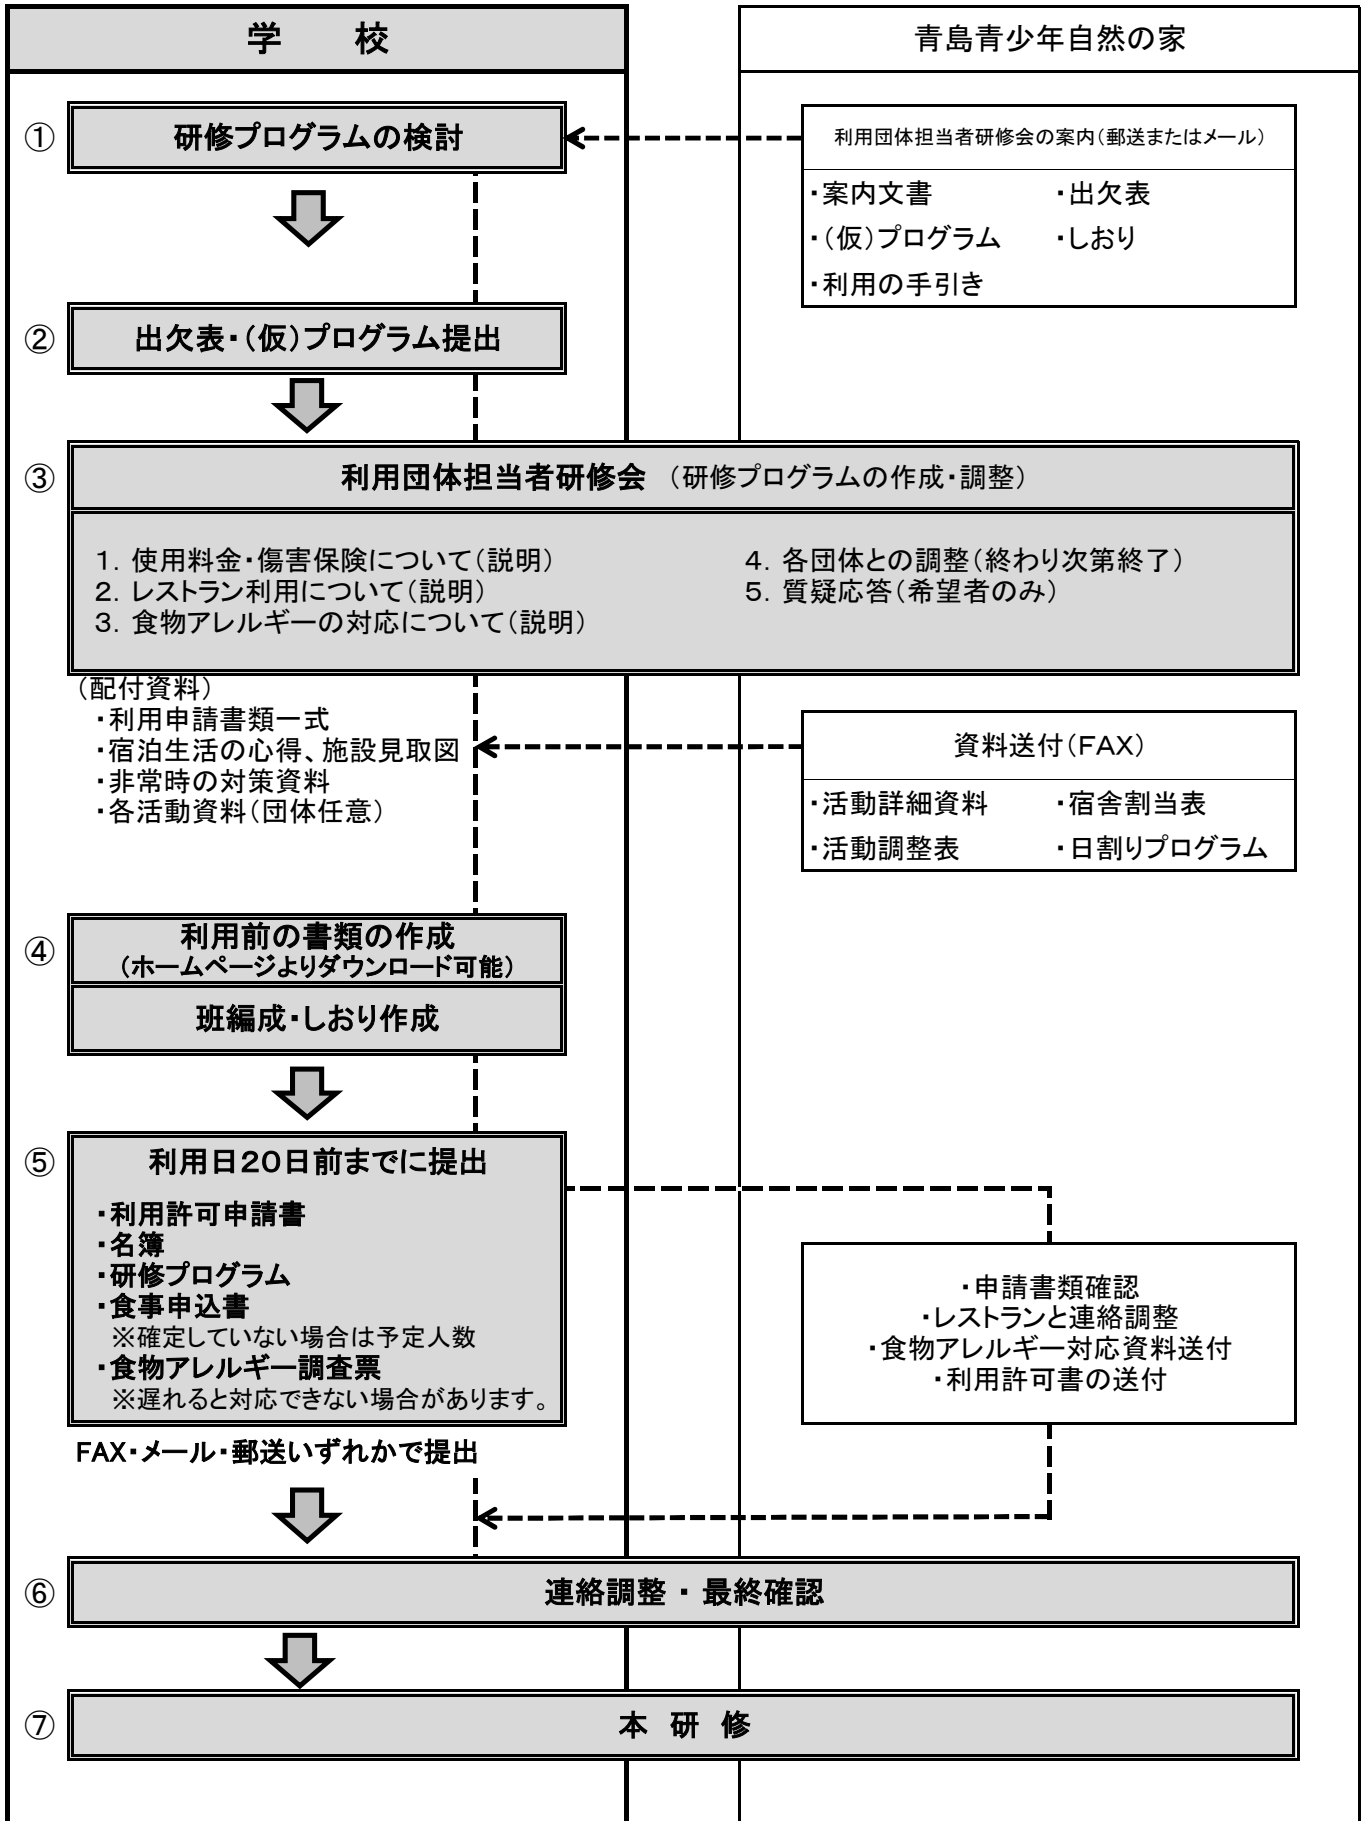 学　　校
青島青少年自然の家
① 研修プログラムの検討
利用団体担当者研修会の案内（郵送またはメール）
・案内文書　・出欠表
・（仮）プログラム　・しおり
・利用の手引き
② 出欠表・（仮）プログラム提出
③ 利用団体担当者研修会 （研修プログラムの作成・調整）
１．使用料金・傷害保険について（説明）
２．レストラン利用について（説明）
３．食物アレルギーの対応について（説明）
４．各団体との調整（終わり次第終了）
５．質疑応答（希望者のみ）
（配付資料）
・利用申請書類一式
・宿泊生活の心得、施設見取図
・非常時の対策資料
・各活動資料（団体任意）
資料送付（FAX）
・活動詳細資料　・宿舎割当表
・活動調整表　・日割りプログラム
④ 利用前の書類の作成
（ホームページよりダウンロード可能）
班編成・しおり作成
⑤ 利用日２０日前までに提出
・利用許可申請書
・名簿
・研修プログラム
・食事申込書
※確定していない場合は予定人数
・食物アレルギー調査票
※遅れると対応できない場合があります。
FAX・メール・郵送いずれかで提出
・申請書類確認
・レストランと連絡調整
・食物アレルギー対応資料送付
・利用許可書の送付
⑥ 連絡調整 ・ 最終確認
⑦ 本 研 修